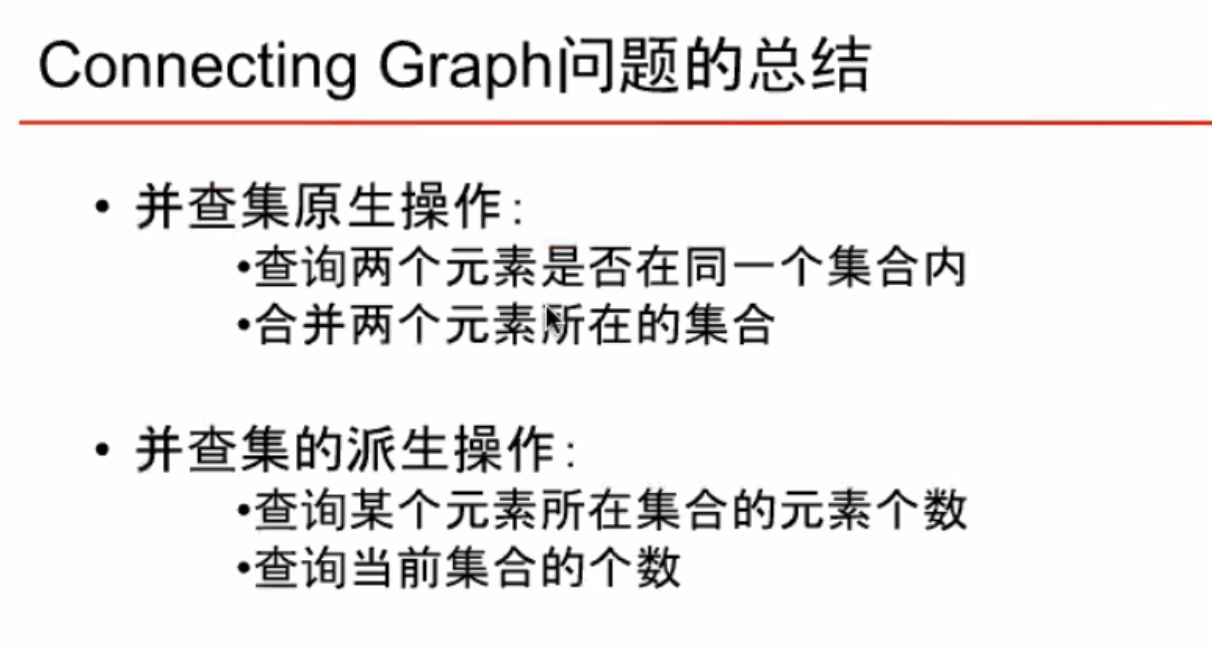 Connecting Graph问题的总结
• 并查集原生操作：
•查询两个元素是否在同一个集合内
•合并两个元素所在的集合
• 并查集的派生操作：
•查询某个元素所在集合的元素个数
•查询当前集合的个数